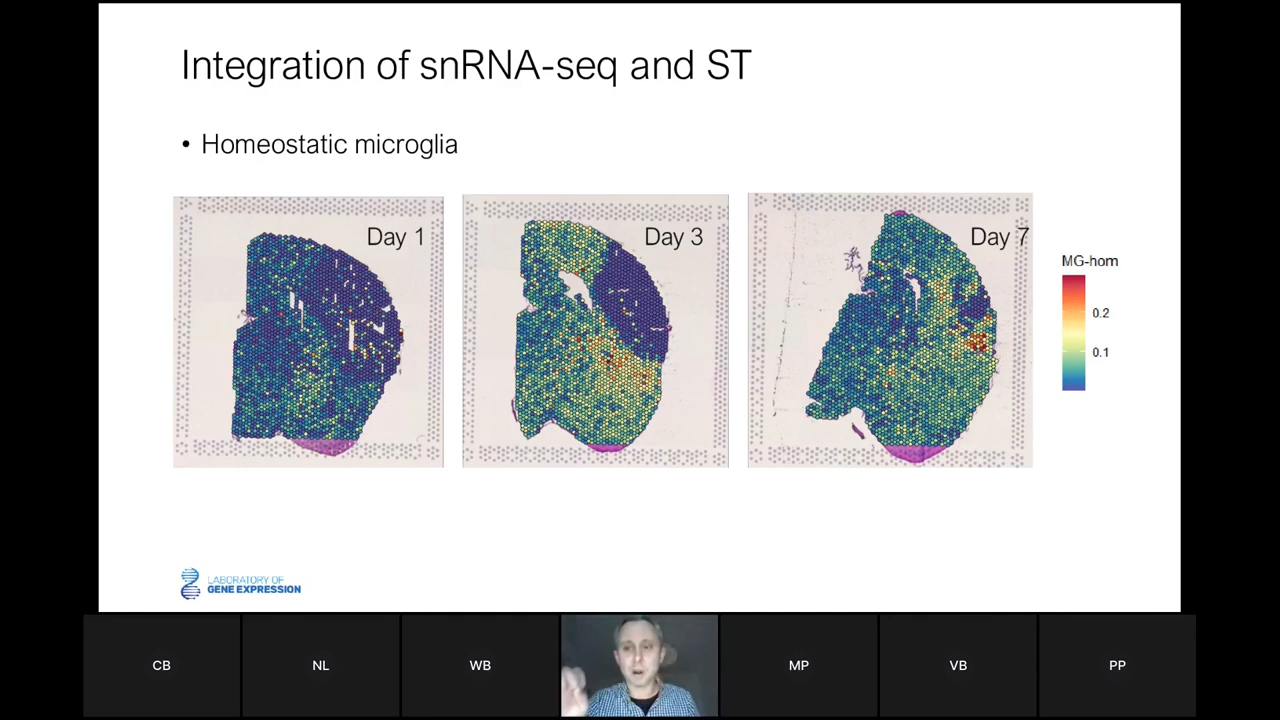 Integration of snRNA-seq and ST
• Homeostatic microglia
Day 1
Day 3
Day 7
MG-hom
0.2
0.1
LABORATORY OF
GENE EXPRESSION
CB
NL
WB
MP
VB
PP